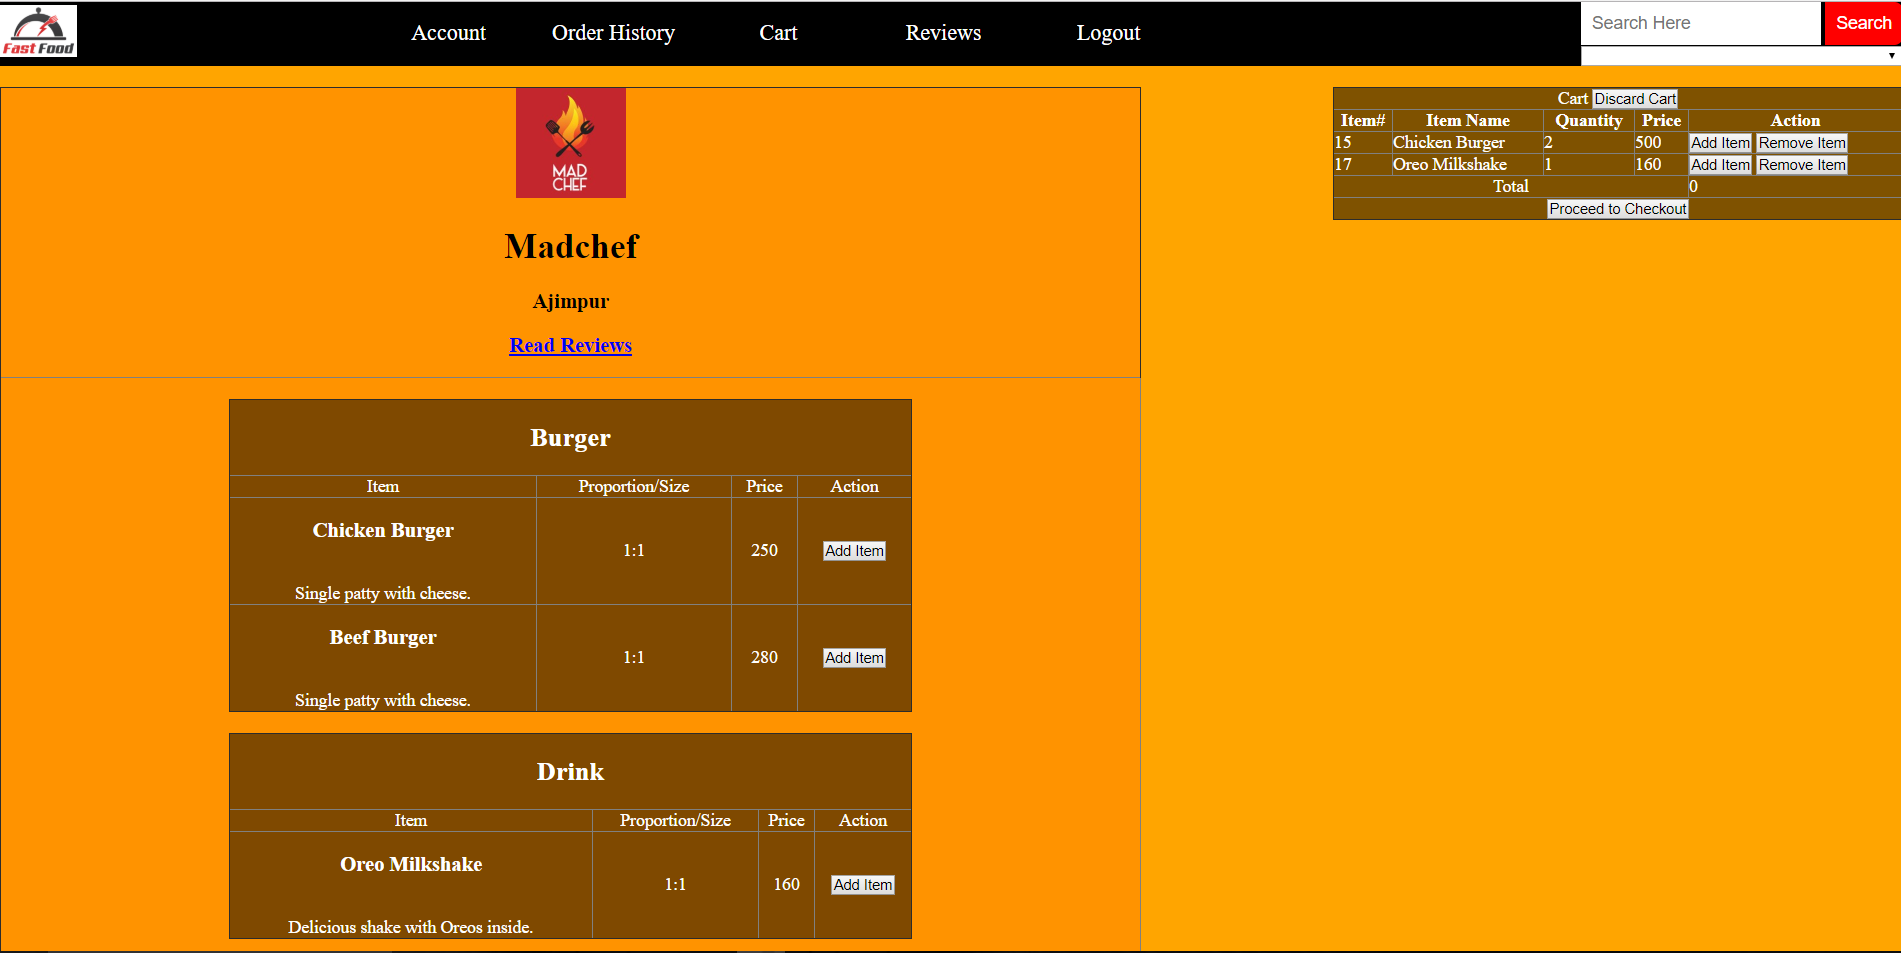 Fast Food
Account Order History Cart Reviews Logout
Search Here Search
MAD
CHEF
Madchef
Ajimpur
Read Reviews
Burger
Item Proportion/Size Price Action
Chicken Burger
1:1 250 Add Item
Single patty with cheese.
Beef Burger
1:1 280 Add Item
Single patty with cheese.
Drink
Item Proportion/Size Price Action
Oreo Milkshake
1:1 160 Add Item
Delicious shake with Oreos inside.
Cart Discard Cart
Item# Item Name Quantity Price Action
15 Chicken Burger 2 500 Add Item Remove Item
17 Oreo Milkshake 1 160 Add Item Remove Item
Total 0
Proceed to Checkout